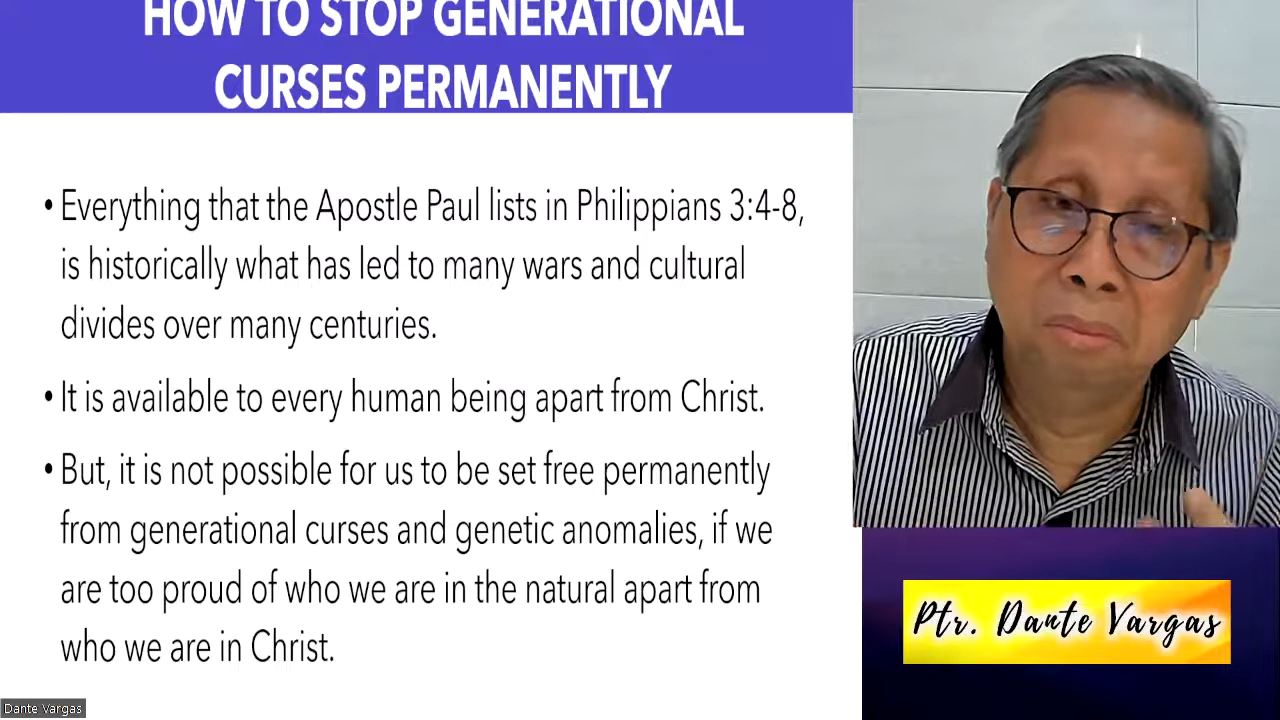 HOW TO STOP GENERATIONAL
CURSES PERMANENTLY
• Everything that the Apostle Paul lists in Philippians 3:4-8,
is historically what has led to many wars and cultural
divides over many centuries.
• It is available to every human being apart from Christ.
• But, it is not possible for us to be set free permanently
from generational curses and genetic anomalies, if we
are too proud of who we are in the natural apart from
who we are in Christ.
Ptr. Dante Vargas
Dante Vargas